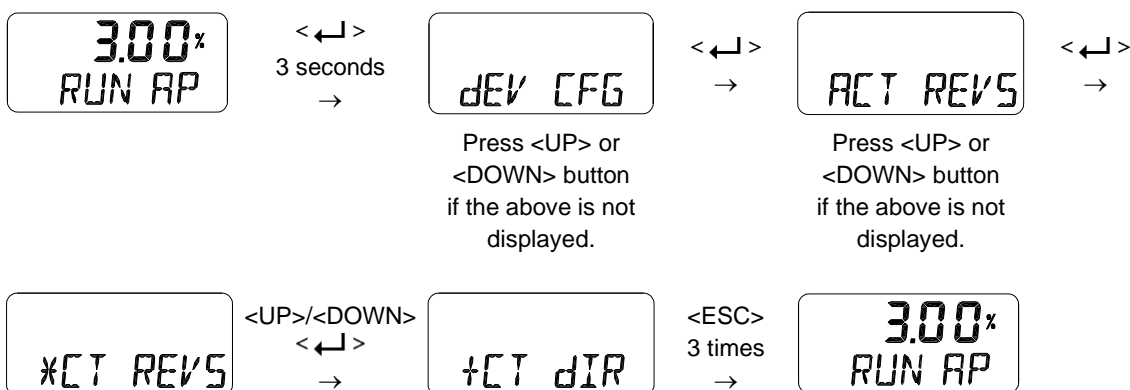 3.00%
RUN AP
<↵>
3 seconds
→
dEV CFG
Press <UP> or
<DOWN> button
if the above is not
displayed.
<↵>
→
ACT REVS
Press <UP> or
<DOWN> button
if the above is not
displayed.
<↵>
→
*CT REVS
<UP>/<DOWN>
<↵>
→
+CT dIR
<ESC>
3 times
→
3.00%
RUN AP